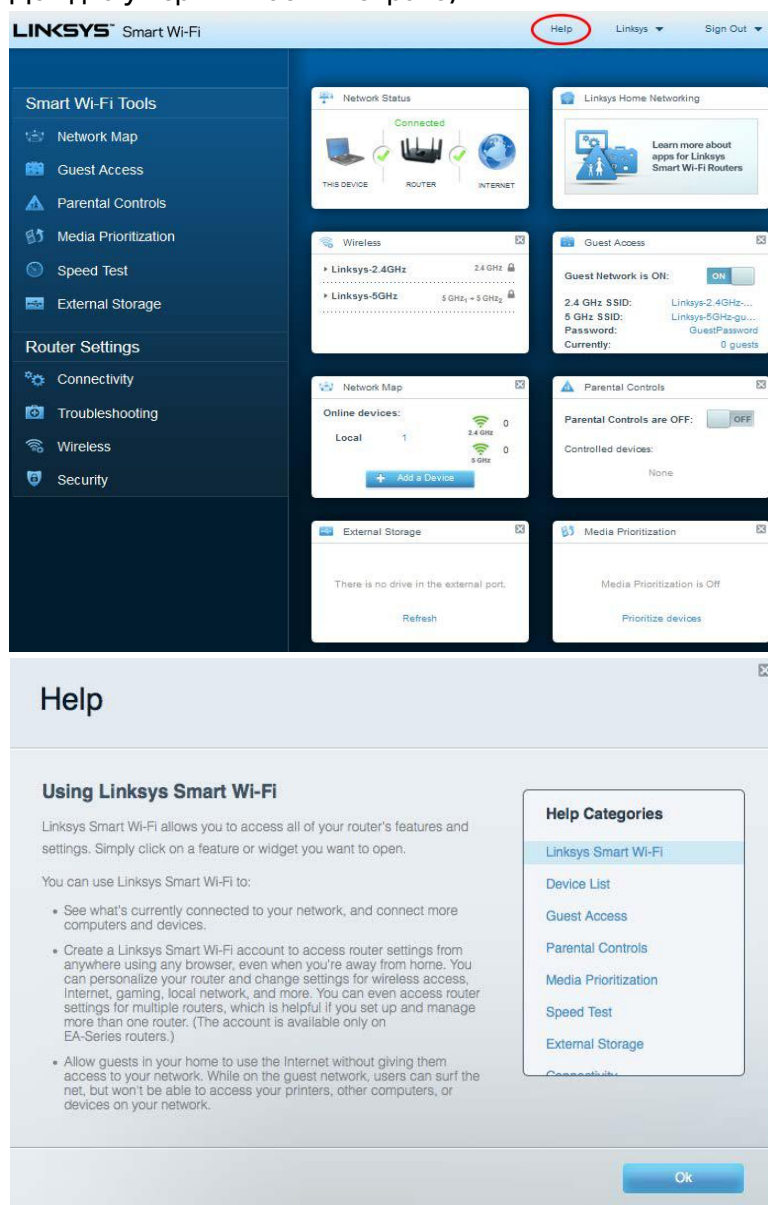 LINKSYS™ Smart Wi-Fi
Help Linksys Sign Out
Smart Wi-Fi Tools
Network Map
Guest Access
Parental Controls
Media Prioritization
Speed Test
External Storage
Router Settings
Connectivity
Troubleshooting
Wireless
Security
Network Status
Connected
THIS DEVICE ROUTER INTERNET
Linksys Home Networking
Learn more about
apps for Linksys
Smart Wi-Fi Routers
Wireless
Linksys-2.4GHz 2.4 GHz
Linksys-5GHz 5 GHz1 + 5 GHz2
Guest Access
Guest Network is ON: ON
2.4 GHz SSID: Linksys-2.4GHz-...
5 GHz SSID: Linksys-5GHz-gu...
Password: GuestPassword
Currently: 0 guests
Network Map
Online devices:
Local 1
0
2.4 GHz
0
5 GHz
+ Add a Device
Parental Controls
Parental Controls are OFF: OFF
Controlled devices:
None
External Storage
There is no drive in the external port.
Refresh
Media Prioritization
Media Prioritization is Off
Prioritize devices
Help
Using Linksys Smart Wi-Fi
Linksys Smart Wi-Fi allows you to access all of your router's features and
settings. Simply click on a feature or widget you want to open.
You can use Linksys Smart Wi-Fi to:
• See what's currently connected to your network, and connect more
computers and devices.
• Create a Linksys Smart Wi-Fi account to access router settings from
anywhere using any browser, even when you're away from home. You
can personalize your router and change settings for wireless access,
Internet, gaming, local network, and more. You can even access router
settings for multiple routers, which is helpful if you set up and manage
more than one router. (The account is available only on
EA-Series routers.)
• Allow guests in your home to use the Internet without giving them
access to your network. While on the guest network, users can surf the
net, but won't be able to access your printers, other computers, or
devices on your network.
Help Categories
Linksys Smart Wi-Fi
Device List
Guest Access
Parental Controls
Media Prioritization
Speed Test
External Storage
Connectivity
Ok